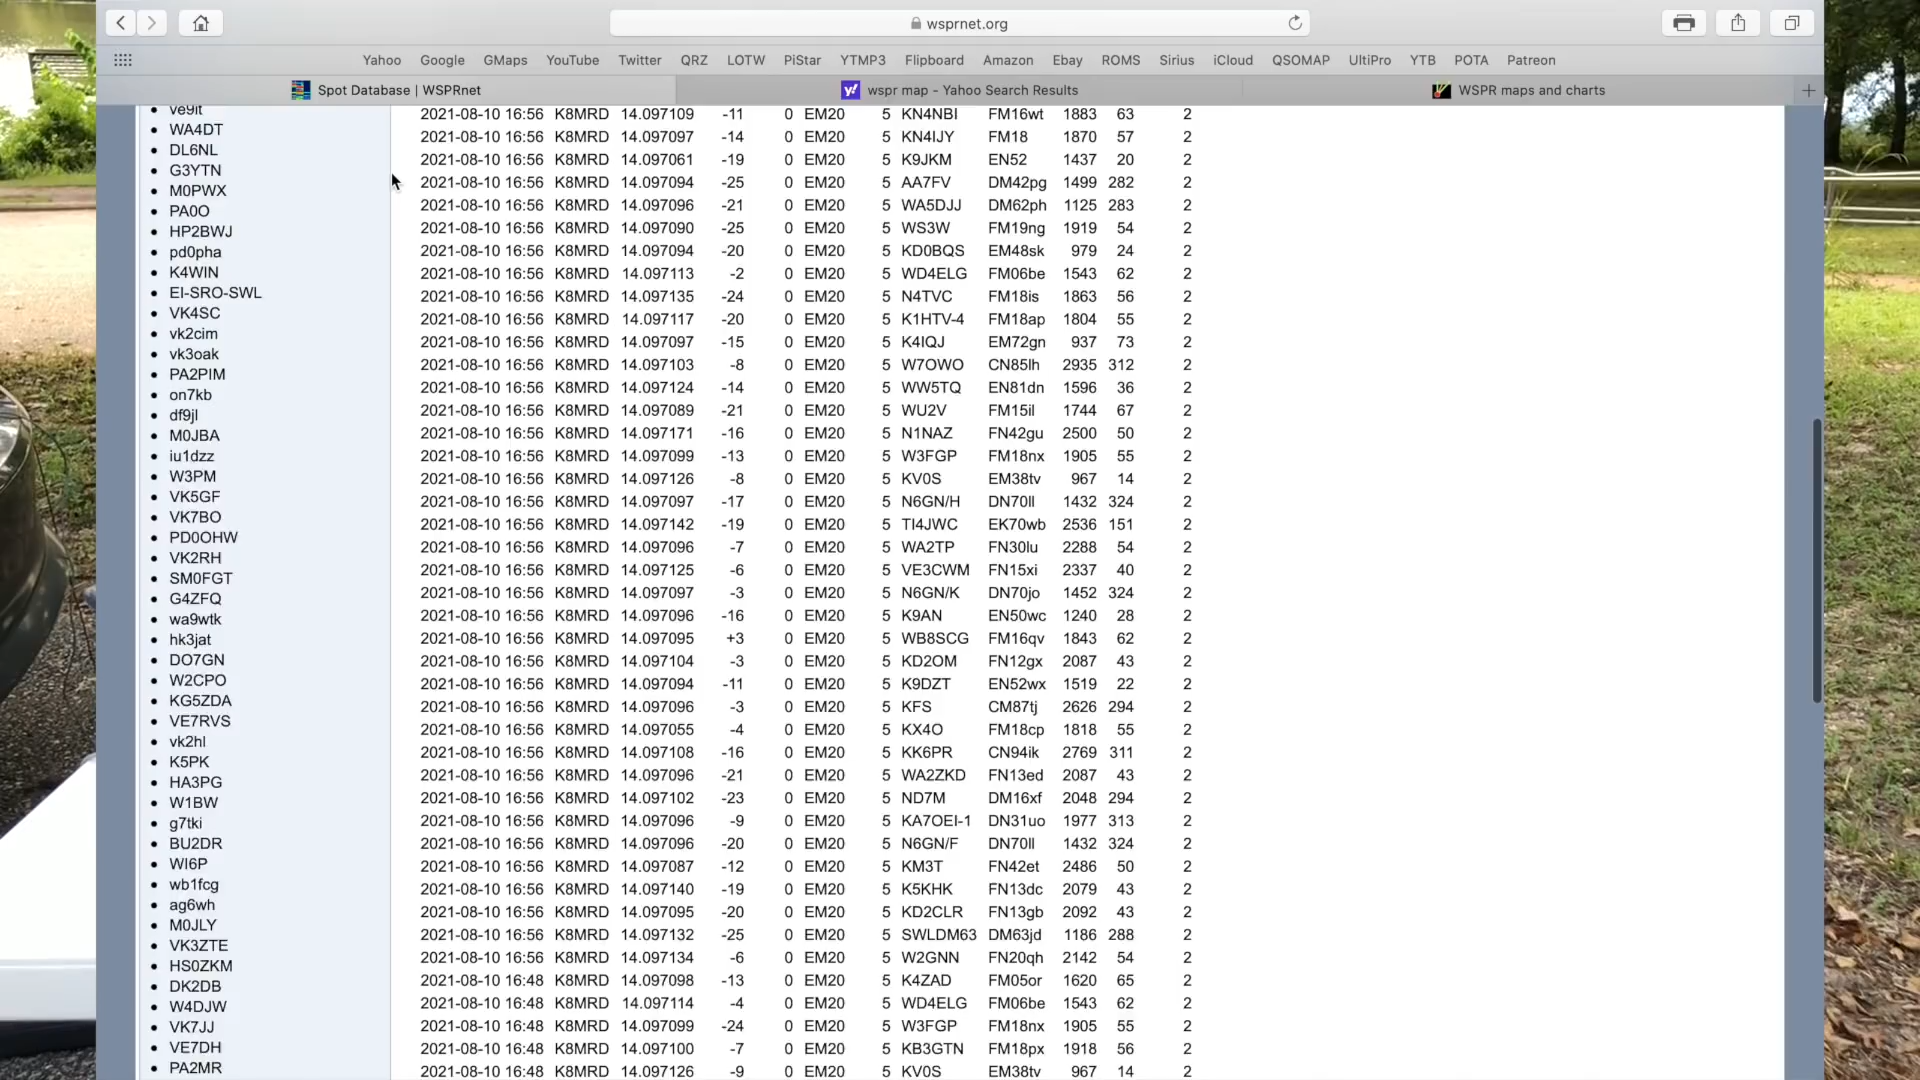 wsprnet.org
Yahoo Google GMaps YouTube Twitter QRZ LOTW PiStar YTMP3 Flipboard Amazon Ebay ROMS Sirius iCloud QSOMAP UltiPro YTB POTA Patreon
Spot Database | WSPRnet
wspr map - Yahoo Search Results
WSPR maps and charts
ve9it
WA4DT
DL6NL
G3YTN
M0PWX
PA0O
HP2BWJ
pd0pha
K4WIN
EI-SRO-SWL
VK4SC
vk2cim
vk3oak
PA2PIM
on7kb
df9jl
M0JBA
iu1dzz
W3PM
VK5GF
VK7BO
PD0OHW
VK2RH
SM0FGT
G4ZFQ
wa9wtk
hk3jat
DO7GN
W2CPO
KG5ZDA
VE7RVS
vk2hl
K5PK
HA3PG
W1BW
g7tki
BU2DR
WI6P
wb1fcg
ag6wh
M0JLY
VK3ZTE
HS0ZKM
DK2DB
W4DJW
VK7JJ
VE7DH
PA2MR
2021-08-10 16:56 K8MRD 14.097109 -11 0 EM20 5 KN4NBI FM16wt 1883 63 2
2021-08-10 16:56 K8MRD 14.097097 -14 0 EM20 5 KN4IJY FM18 1870 57 2
2021-08-10 16:56 K8MRD 14.097061 -19 0 EM20 5 K9JKM EN52 1437 20 2
2021-08-10 16:56 K8MRD 14.097094 -25 0 EM20 5 AA7FV DM42pg 1499 282 2
2021-08-10 16:56 K8MRD 14.097096 -21 0 EM20 5 WA5DJJ DM62ph 1125 283 2
2021-08-10 16:56 K8MRD 14.097090 -25 0 EM20 5 WS3W FM19ng 1919 54 2
2021-08-10 16:56 K8MRD 14.097094 -20 0 EM20 5 KD0BQS EM48sk 979 24 2
2021-08-10 16:56 K8MRD 14.097113 -2 0 EM20 5 WD4ELG FM06be 1543 62 2
2021-08-10 16:56 K8MRD 14.097135 -24 0 EM20 5 N4TVC FM18is 1863 56 2
2021-08-10 16:56 K8MRD 14.097117 -20 0 EM20 5 K1HTV-4 FM18ap 1804 55 2
2021-08-10 16:56 K8MRD 14.097097 -15 0 EM20 5 K4IQJ EM72gn 937 73 2
2021-08-10 16:56 K8MRD 14.097103 -8 0 EM20 5 W7OWO CN85lh 2935 312 2
2021-08-10 16:56 K8MRD 14.097124 -14 0 EM20 5 WW5TQ EN81dn 1596 36 2
2021-08-10 16:56 K8MRD 14.097089 -21 0 EM20 5 WU2V FM15il 1744 67 2
2021-08-10 16:56 K8MRD 14.097171 -16 0 EM20 5 N1NAZ FN42gu 2500 50 2
2021-08-10 16:56 K8MRD 14.097099 -13 0 EM20 5 W3FGP FM18nx 1905 55 2
2021-08-10 16:56 K8MRD 14.097126 -8 0 EM20 5 KV0S EM38tv 967 14 2
2021-08-10 16:56 K8MRD 14.097097 -17 0 EM20 5 N6GN/H DN70ll 1432 324 2
2021-08-10 16:56 K8MRD 14.097142 -19 0 EM20 5 TI4JWC EK70wb 2536 151 2
2021-08-10 16:56 K8MRD 14.097096 -7 0 EM20 5 WA2TP FN30lu 2288 54 2
2021-08-10 16:56 K8MRD 14.097125 -6 0 EM20 5 VE3CWM FN15xi 2337 40 2
2021-08-10 16:56 K8MRD 14.097097 -3 0 EM20 5 N6GN/K DN70jo 1452 324 2
2021-08-10 16:56 K8MRD 14.097096 -16 0 EM20 5 K9AN EN50wc 1240 28 2
2021-08-10 16:56 K8MRD 14.097095 +3 0 EM20 5 WB8SCG FM16qv 1843 62 2
2021-08-10 16:56 K8MRD 14.097104 -3 0 EM20 5 KD2OM FN12gx 2087 43 2
2021-08-10 16:56 K8MRD 14.097094 -11 0 EM20 5 K9DZT EN52wx 1519 22 2
2021-08-10 16:56 K8MRD 14.097096 -3 0 EM20 5 KFS CM87tj 2626 294 2
2021-08-10 16:56 K8MRD 14.097055 -4 0 EM20 5 KX4O FM18cp 1818 55 2
2021-08-10 16:56 K8MRD 14.097108 -16 0 EM20 5 KK6PR CN94ik 2769 311 2
2021-08-10 16:56 K8MRD 14.097096 -21 0 EM20 5 WA2ZKD FN13ed 2087 43 2
2021-08-10 16:56 K8MRD 14.097102 -23 0 EM20 5 ND7M DM16xf 2048 294 2
2021-08-10 16:56 K8MRD 14.097096 -9 0 EM20 5 KA7OEI-1 DN31uo 1977 313 2
2021-08-10 16:56 K8MRD 14.097096 -20 0 EM20 5 N6GN/F DN70ll 1432 324 2
2021-08-10 16:56 K8MRD 14.097087 -12 0 EM20 5 KM3T FN42et 2486 50 2
2021-08-10 16:56 K8MRD 14.097140 -19 0 EM20 5 K5KHK FN13dc 2079 43 2
2021-08-10 16:56 K8MRD 14.097095 -20 0 EM20 5 KD2CLR FN13gb 2092 43 2
2021-08-10 16:56 K8MRD 14.097132 -25 0 EM20 5 SWLDM63 DM63jd 1186 288 2
2021-08-10 16:56 K8MRD 14.097134 -6 0 EM20 5 W2GNN FN20qh 2142 54 2
2021-08-10 16:48 K8MRD 14.097098 -13 0 EM20 5 K4ZAD FM05or 1620 65 2
2021-08-10 16:48 K8MRD 14.097114 -4 0 EM20 5 WD4ELG FM06be 1543 62 2
2021-08-10 16:48 K8MRD 14.097099 -24 0 EM20 5 W3FGP FM18nx 1905 55 2
2021-08-10 16:48 K8MRD 14.097100 -7 0 EM20 5 KB3GTN FM18px 1918 56 2
2021-08-10 16:48 K8MRD 14.097126 -9 0 EM20 5 KV0S EM38tv 967 14 2